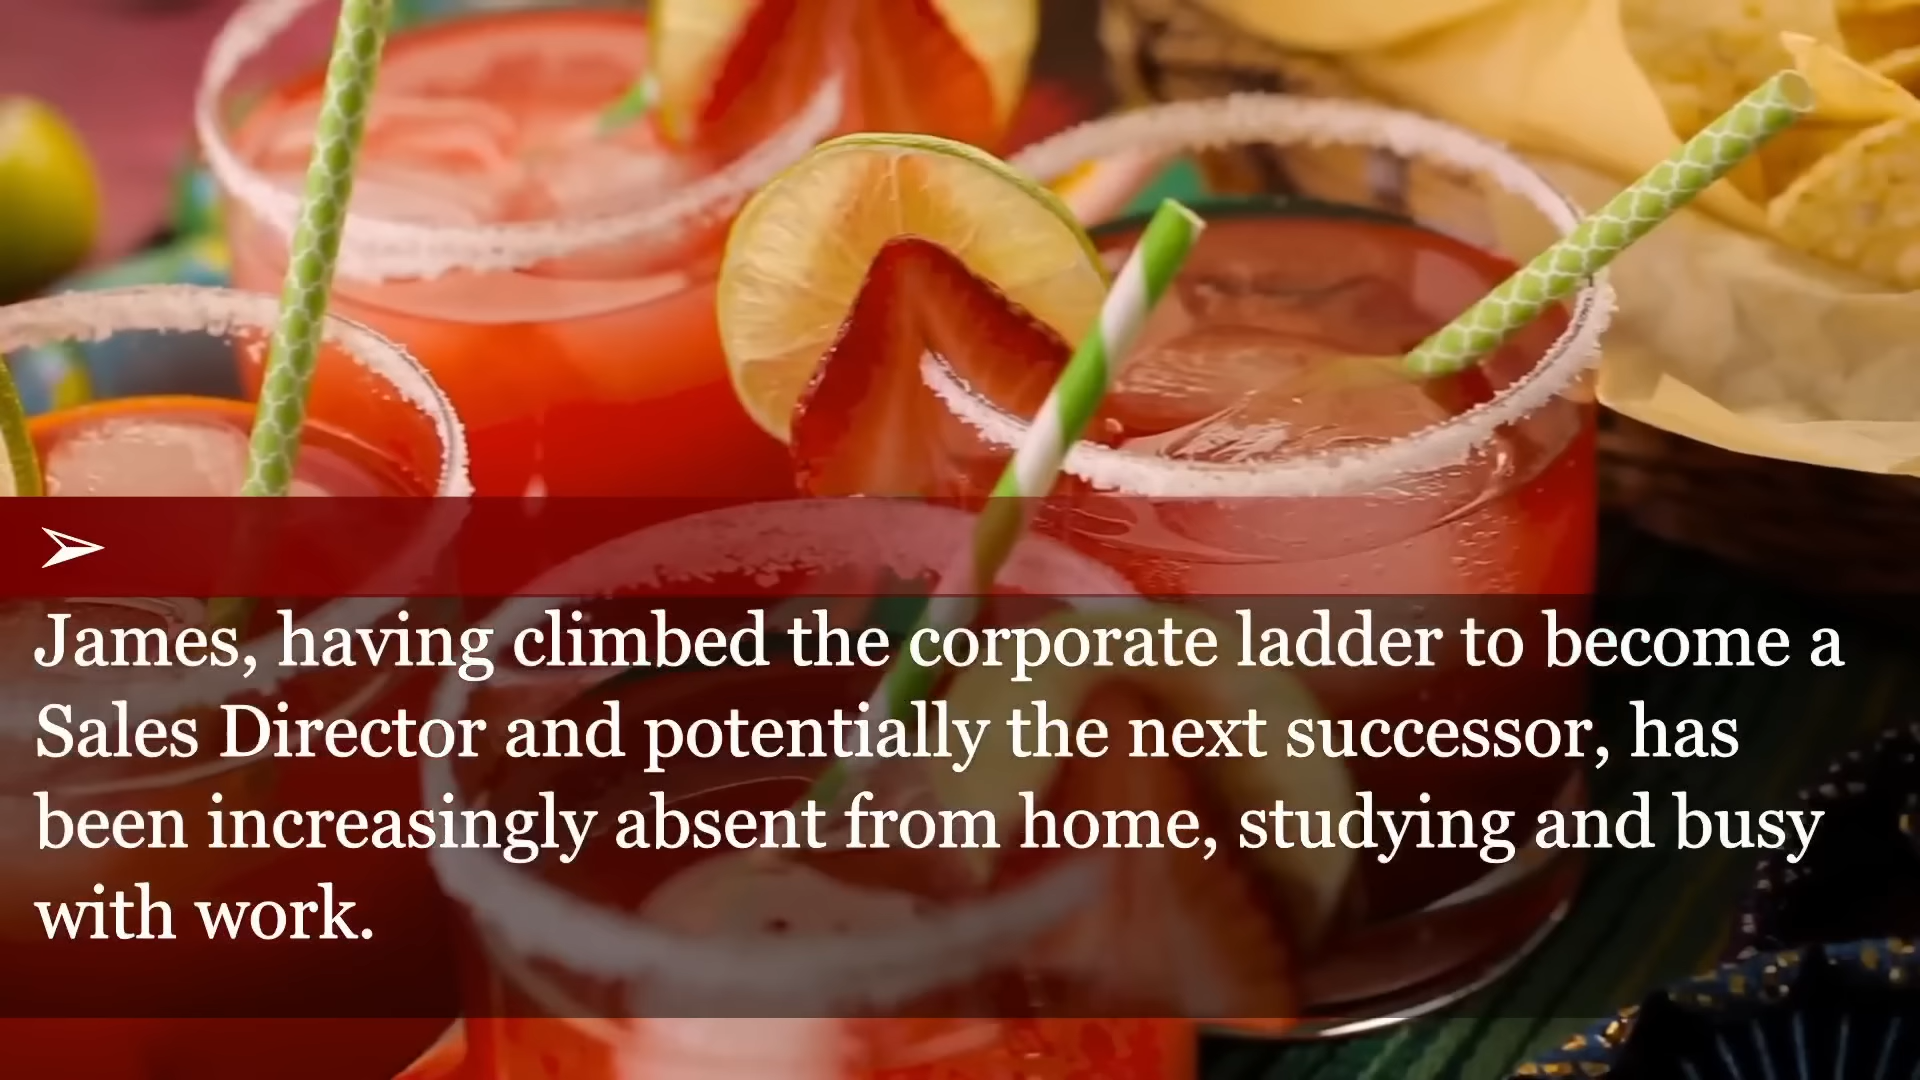 ➢
James, having climbed the corporate ladder to become a
Sales Director and potentially the next successor, has
been increasingly absent from home, studying and busy
with work.